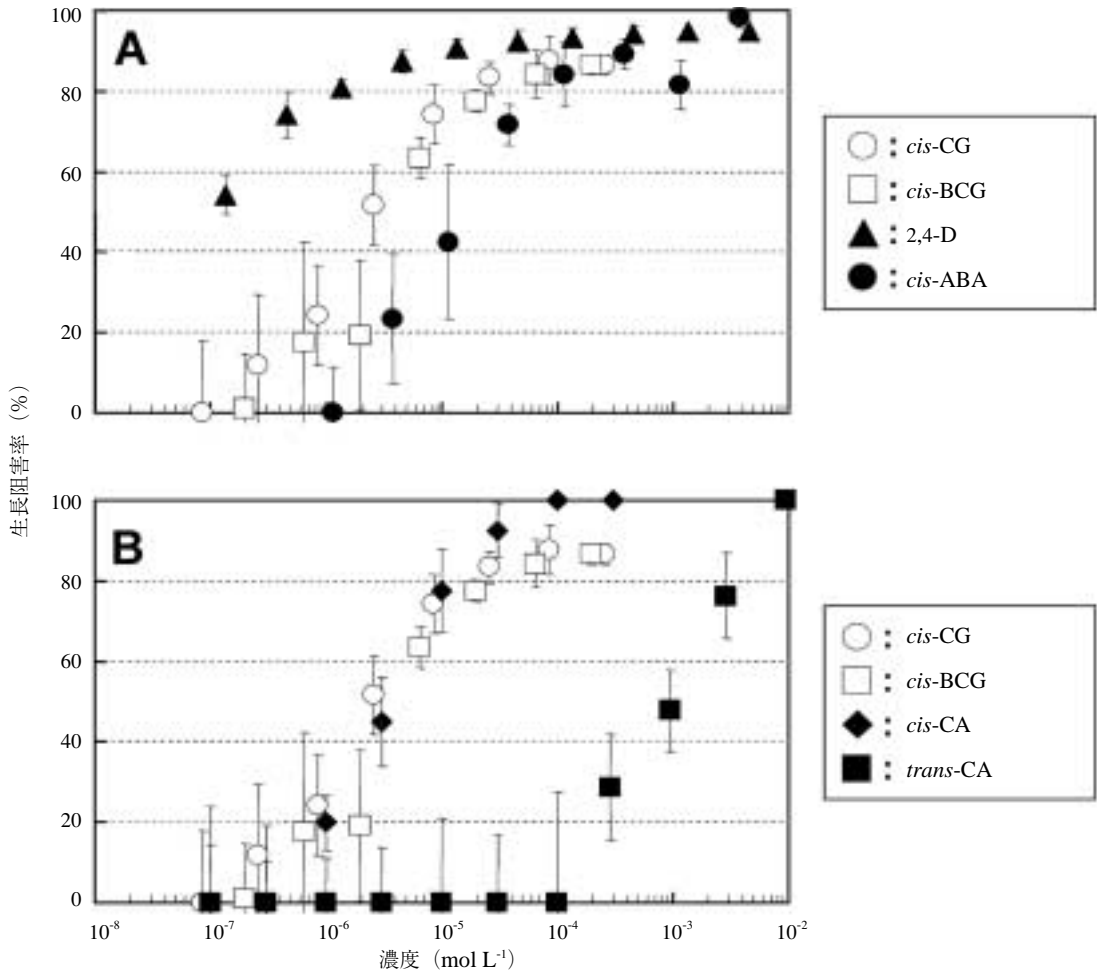 100
80
60
40
20
0
A
: cis-CG
: cis-BCG
: 2,4-D
: cis-ABA
生長阻害率 (%)
100
80
60
40
20
0
B
: cis-CG
: cis-BCG
: cis-CA
: trans-CA
10⁻⁸ 10⁻⁷ 10⁻⁶ 10⁻⁵ 10⁻⁴ 10⁻³ 10⁻²
濃度 (mol L⁻¹)